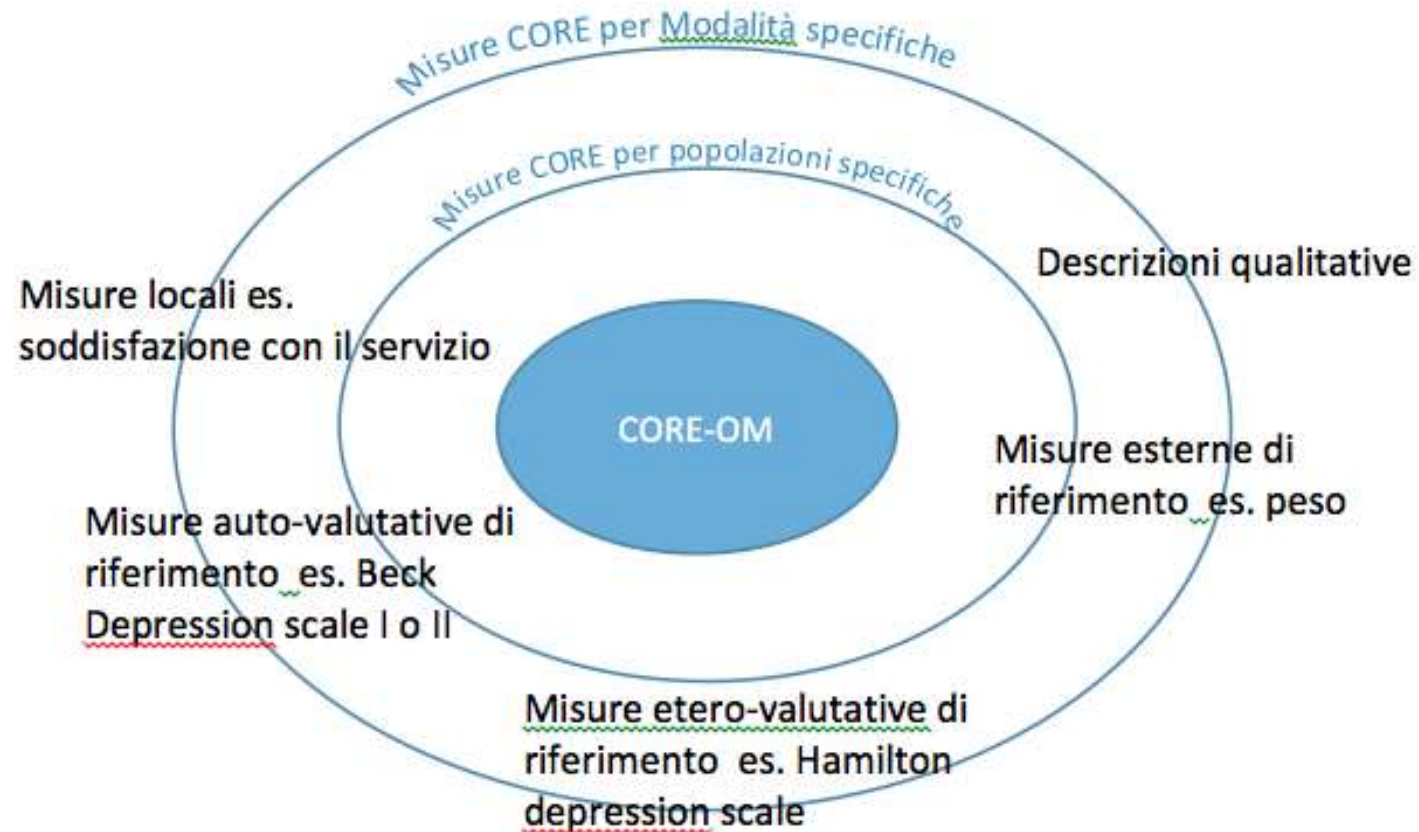 Misure CORE per Modalità specifiche
Misure CORE per popolazioni specifiche
Descrizioni qualitative
Misure locali es.
soddisfazione con il servizio
CORE-OM
Misure esterne di
riferimento es. peso
Misure auto-valutative di
riferimento es. Beck
Depression scale I o II
Misure etero-valutative di
riferimento es. Hamilton
depression scale